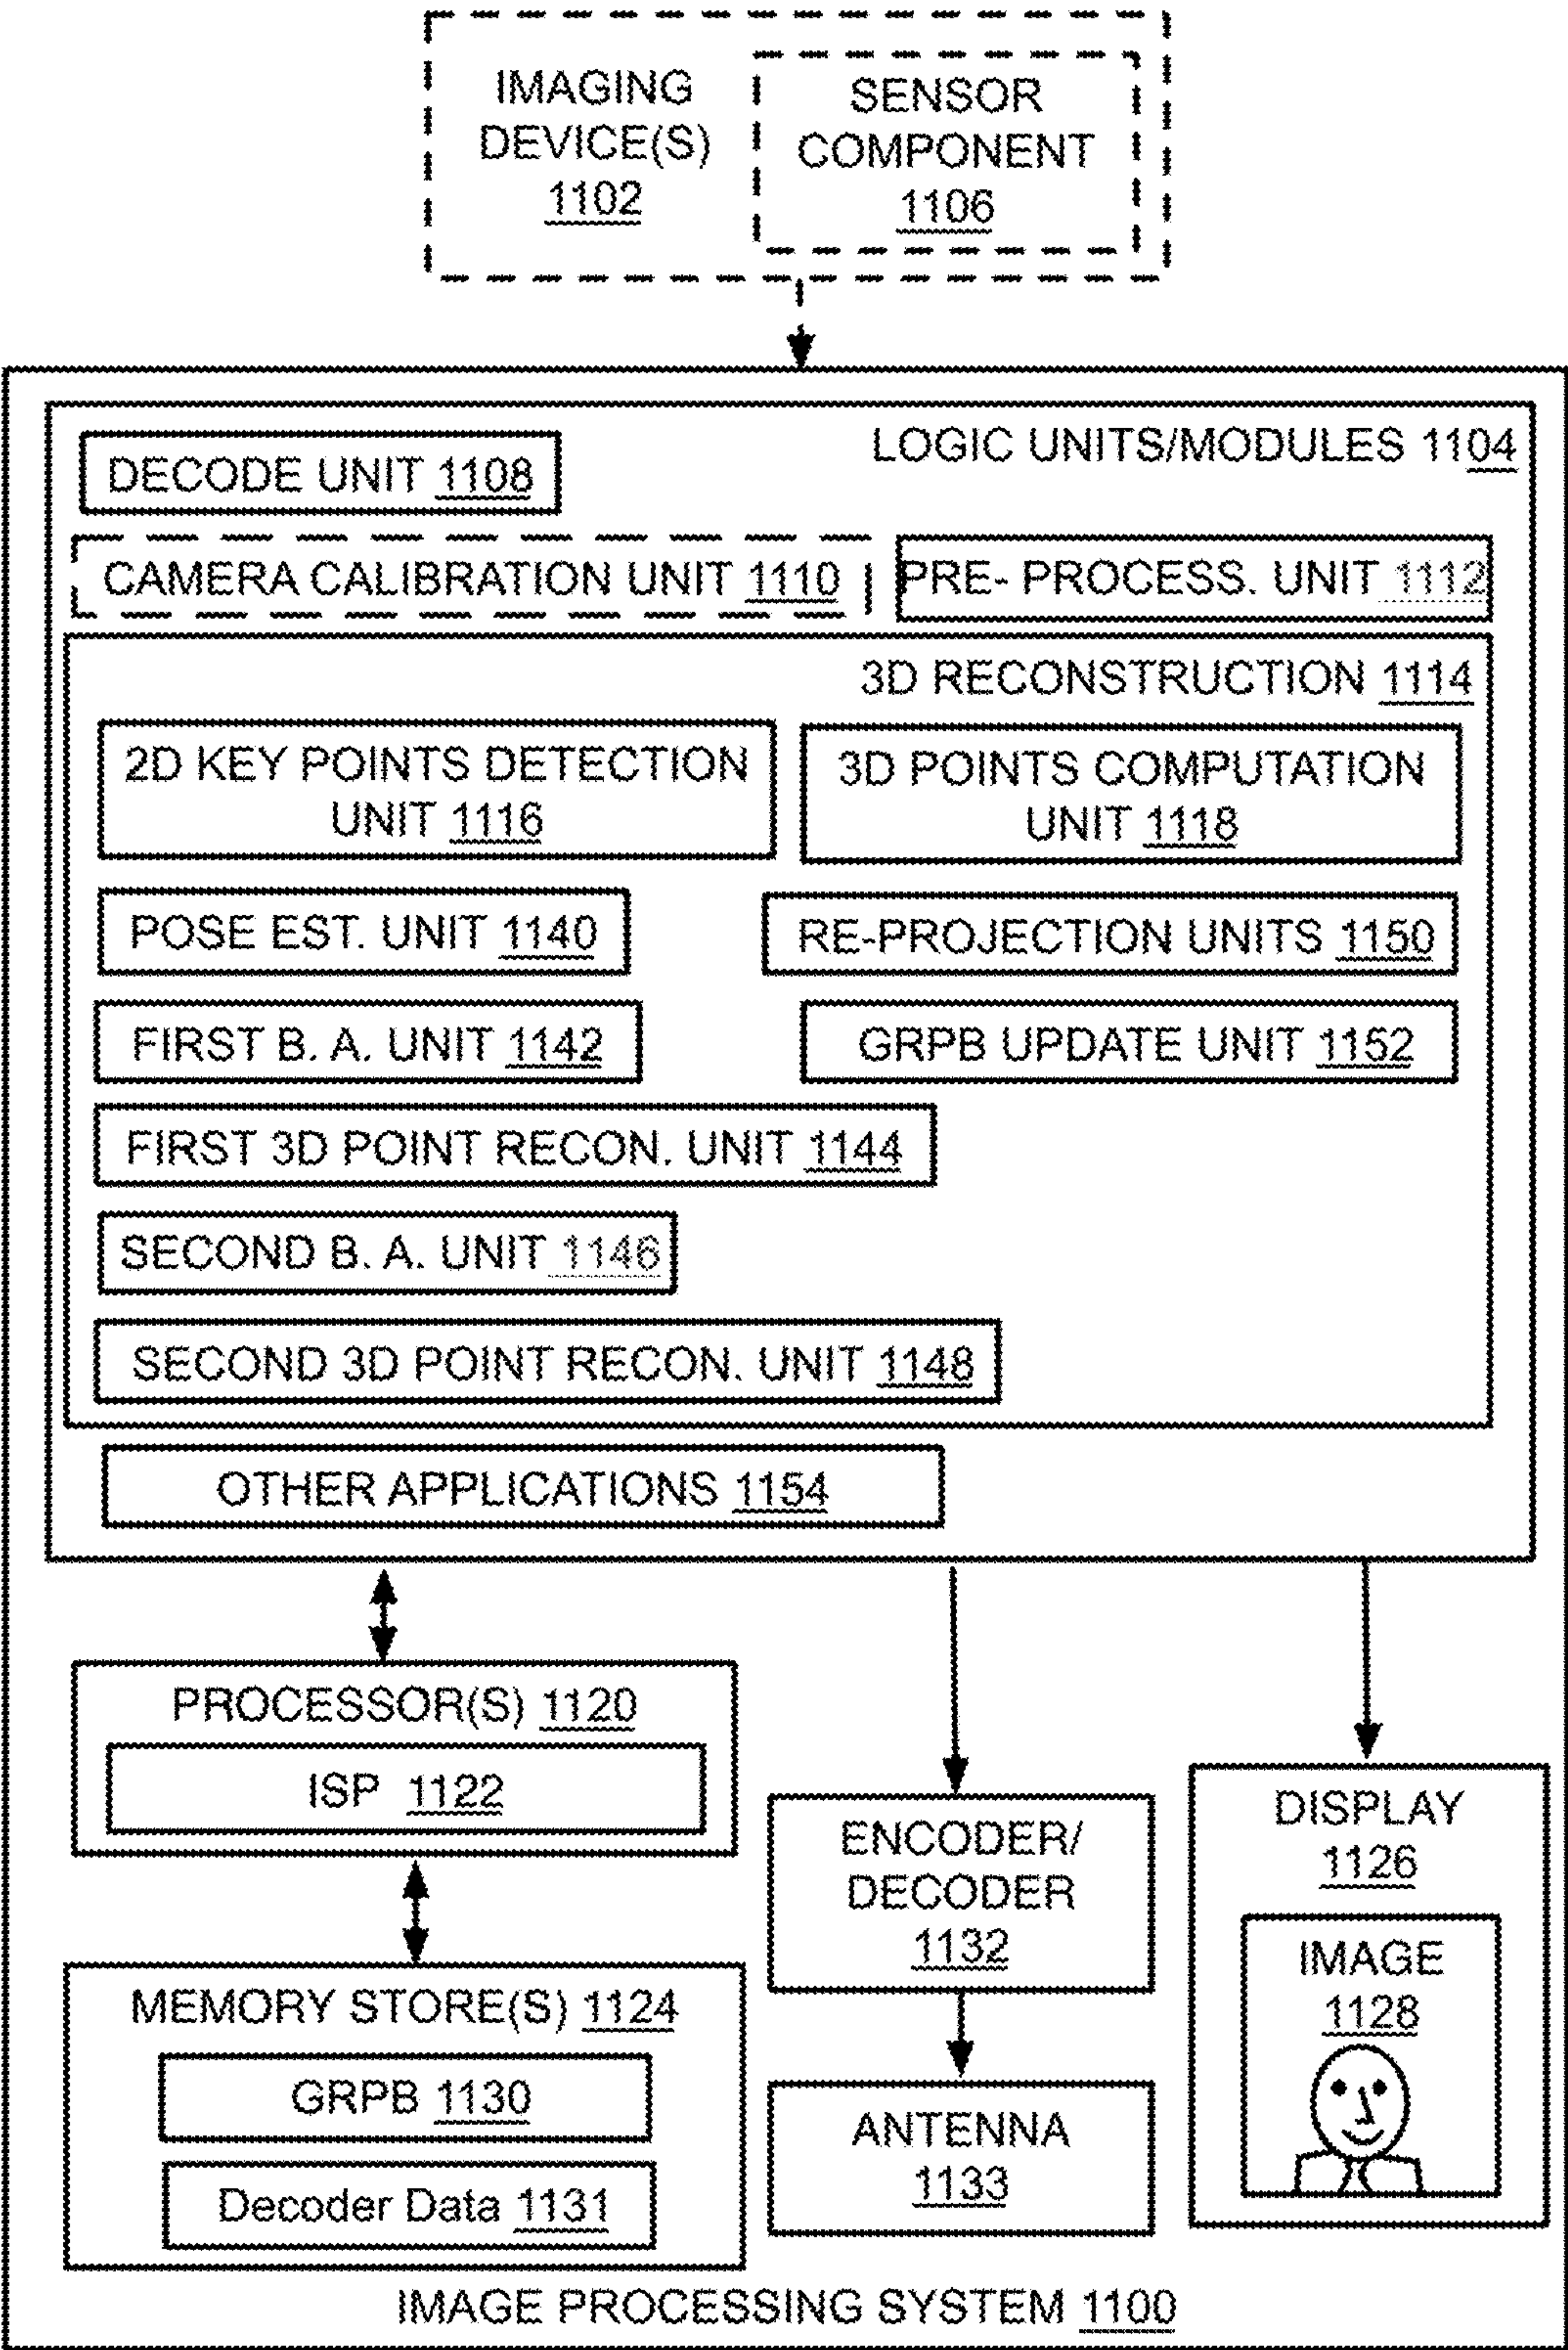 IMAGING
DEVICE(S)
1102
SENSOR
COMPONENT
1106
DECODE UNIT 1108
LOGIC UNITS/MODULES 1104
CAMERA CALIBRATION UNIT 1110
PRE- PROCESS. UNIT 1112
3D RECONSTRUCTION 1114
2D KEY POINTS DETECTION
UNIT 1116
3D POINTS COMPUTATION
UNIT 1118
POSE EST. UNIT 1140
RE-PROJECTION UNITS 1150
FIRST B. A. UNIT 1142
GRPB UPDATE UNIT 1152
FIRST 3D POINT RECON. UNIT 1144
SECOND B. A. UNIT 1146
SECOND 3D POINT RECON. UNIT 1148
OTHER APPLICATIONS 1154
PROCESSOR(S) 1120
ISP 1122
MEMORY STORE(S) 1124
GRPB 1130
Decoder Data 1131
ENCODER/
DECODER
1132
ANTENNA
1133
DISPLAY
1126
IMAGE
1128
IMAGE PROCESSING SYSTEM 1100